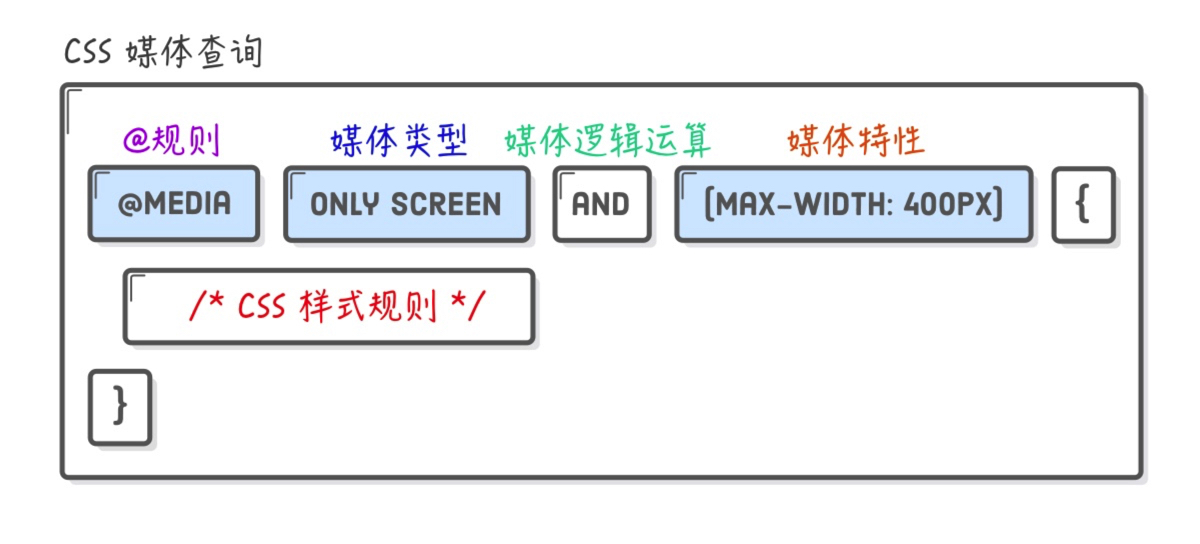 CSS 媒体查询
@规则 媒体类型 媒体逻辑运算 媒体特性
@MEDIA ONLY SCREEN AND (MAX-WIDTH: 400PX) {
/* CSS 样式规则 */
}